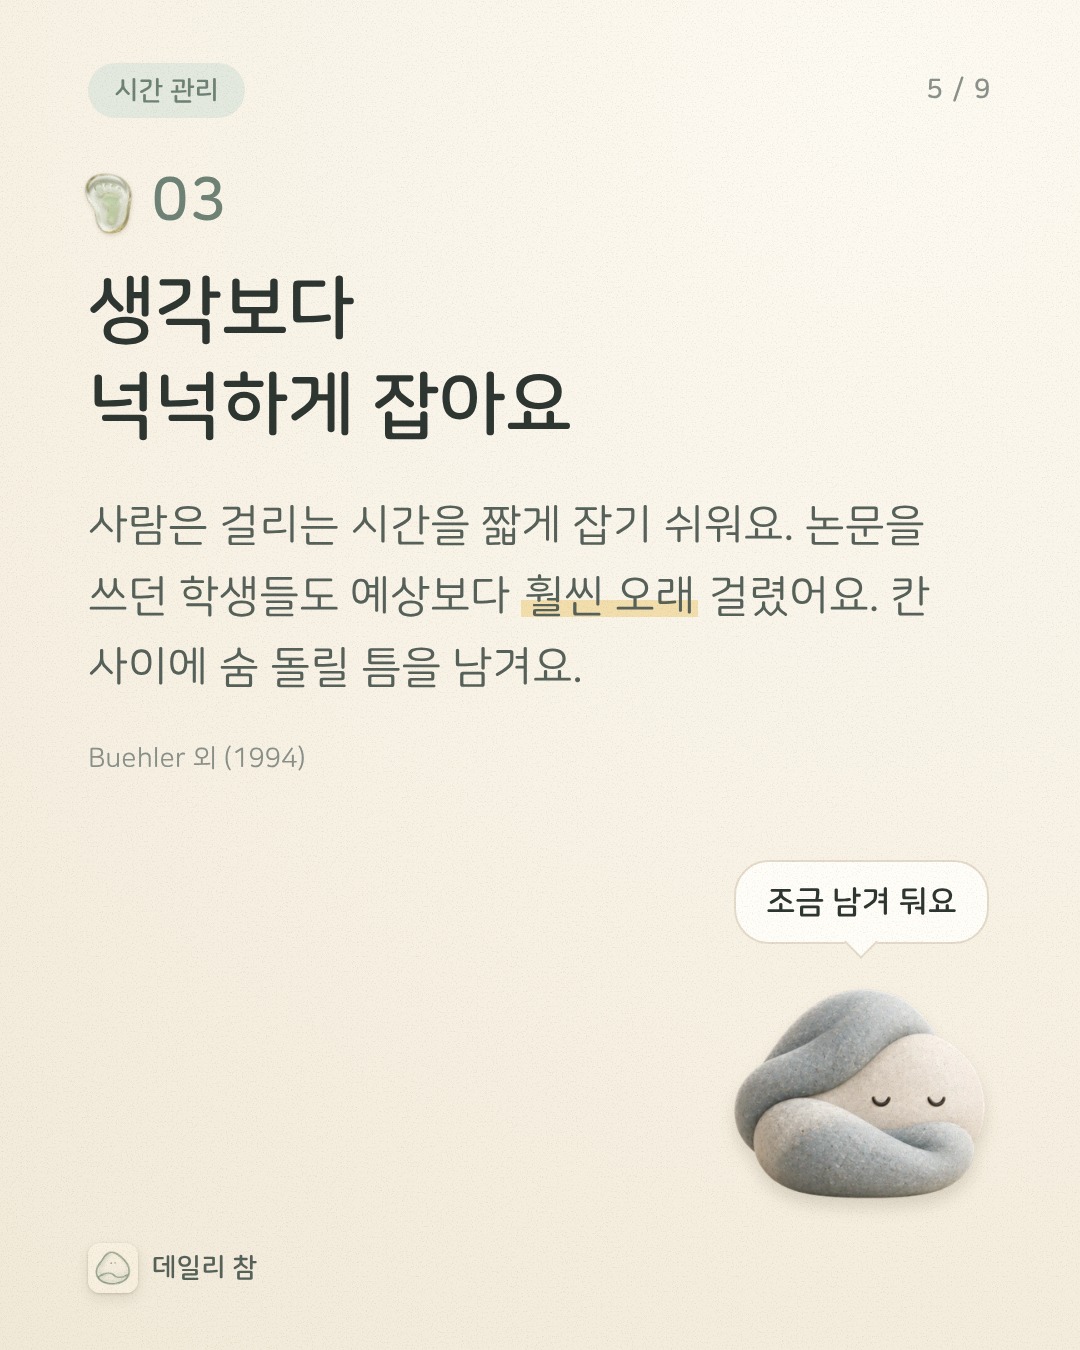 시간 관리
5 / 9
03
생각보다
넉넉하게 잡아요
사람은 걸리는 시간을 짧게 잡기 쉬워요. 논문을
쓰던 학생들도 예상보다 훨씬 오래 걸렸어요. 칸
사이에 숨 돌릴 틈을 남겨요.
Buehler 외 (1994)
조금 남겨 둬요
데일리 참